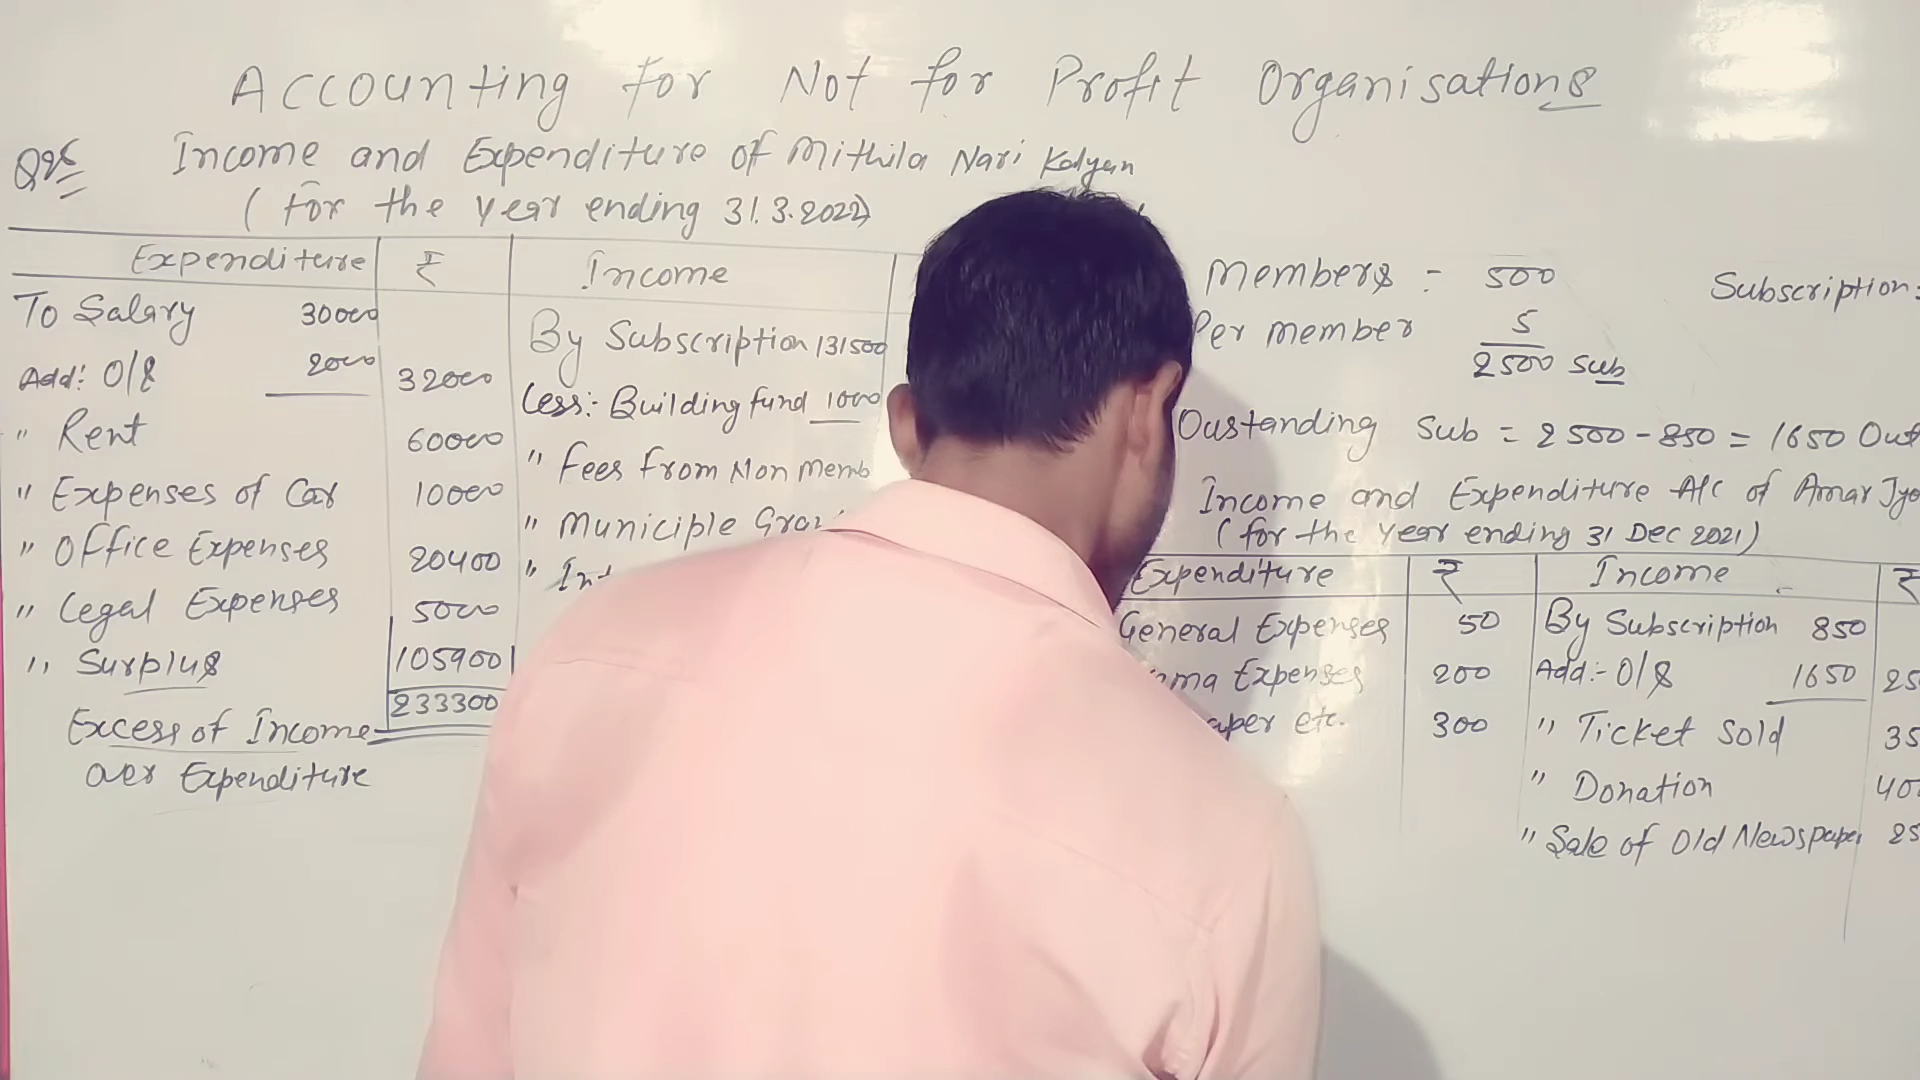 Accounting for Not for Profit Organisations
Income and Expenditure of Mithila Nari Kalyan
(For the year ending 31.3.2022)
Expenditure ₹ Income
To Salary 30000
Add: O/S 2000 32000
" Rent 60000
" Expenses of Car 10000
" Office Expenses 20400
" Legal Expenses 5000
" Surplus 105900
233300
Excess of Income
over Expenditure
By Subscription 131500
Less:- Building fund 1000
" Fees from Non Memb
" Municiple
"
Members :- 500
Per member 5
2500 Sub
Subscription
Oustanding Sub = 2500 - 850 = 1650
Income and Expenditure A/c of Amar
(for the Year ending 31 Dec 2021)
Expenditure ₹ Income ₹
General Expenses 50
Expenses 200
etc. 300
By Subscription 850
Add:- O/S 1650
" Ticket Sold
" Donation
" Sale of Old Newspaper